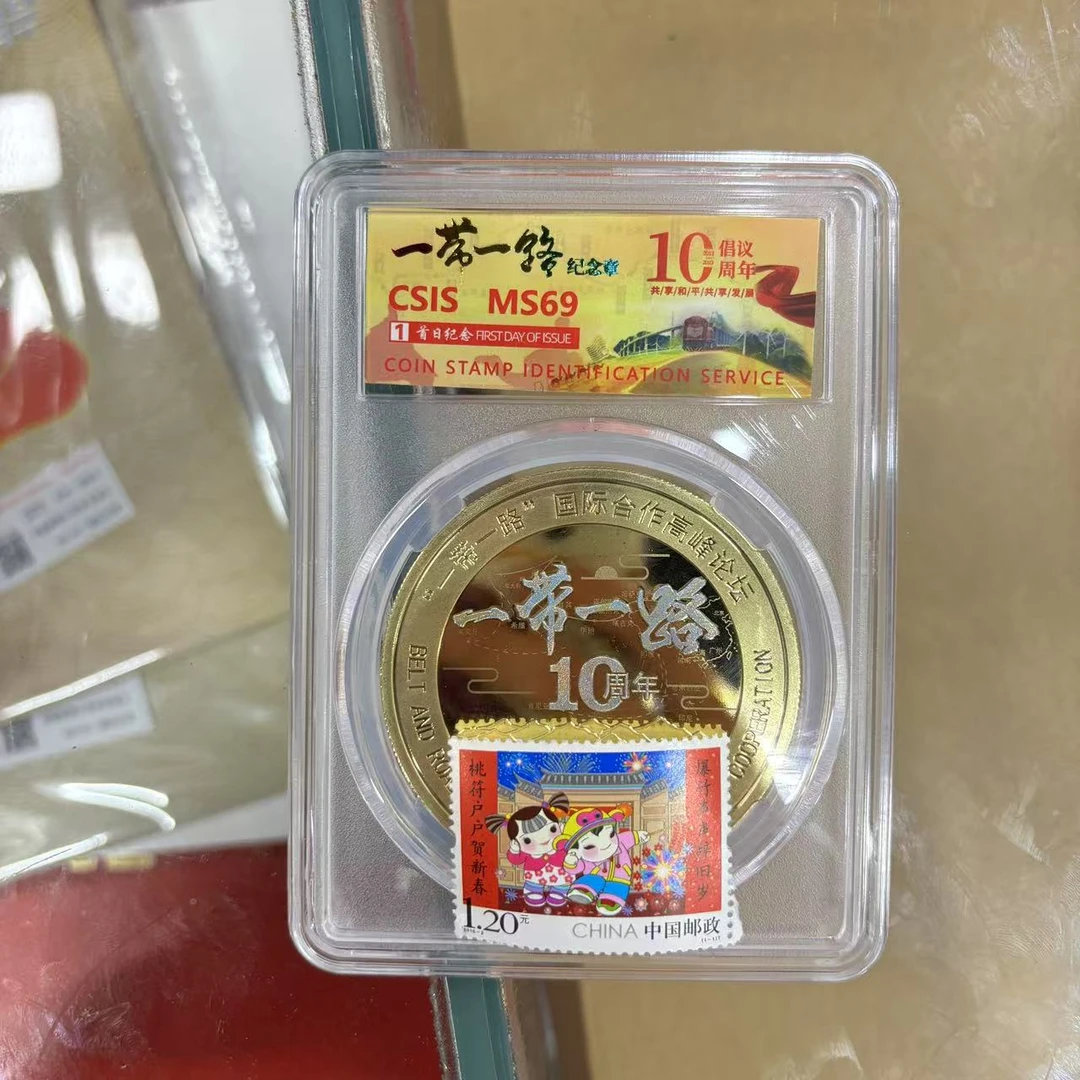 一带一路 纪念章
10 倡议
周年
共/享/和/平/共/享/发/展
CSIS MS69
1 首日纪念 FIRST DAY OF ISSUE
COIN STAMP IDENTIFICATION SERVICE
"一带一路"国际合作高峰论坛
一带一路
10周年
BELT AND
COOPERATION
桃符户户贺新春
1.20元
CHINA 中国邮政